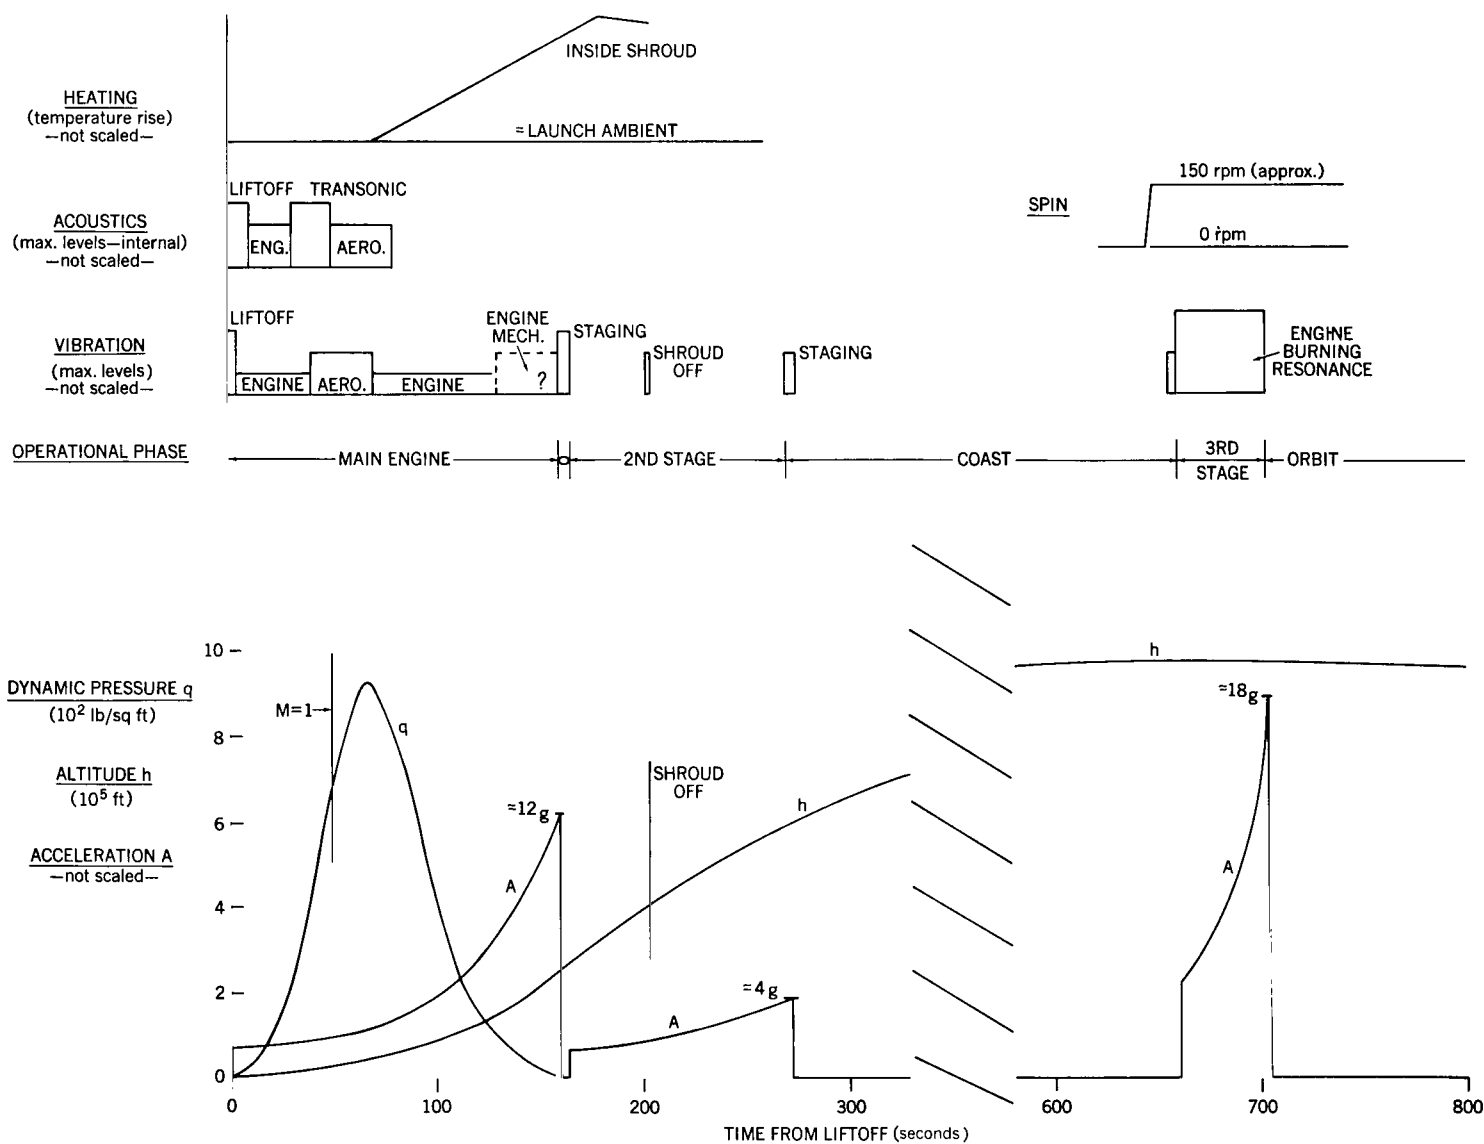 INSIDE SHROUD
HEATING
(temperature rise)
—not scaled—
= LAUNCH AMBIENT
LIFTOFF TRANSONIC
ACOUSTICS
(max. levels—internal)
—not scaled—
ENG. AERO.
150 rpm (approx.)
SPIN
0 rpm
LIFTOFF
VIBRATION
(max. levels)
—not scaled—
ENGINE AERO. ENGINE
ENGINE
MECH.
?
STAGING
SHROUD
OFF
STAGING
ENGINE
BURNING
RESONANCE
OPERATIONAL PHASE
MAIN ENGINE
2ND STAGE
COAST
3RD
STAGE
ORBIT
DYNAMIC PRESSURE q
(10² lb/sq ft)
ALTITUDE h
(10⁵ ft)
ACCELERATION A
—not scaled—
10
8
6
4
2
0
M=1
q
≈12g
A
SHROUD
OFF
h
≈4g
A
h
≈18g
A
0 100 200 300 600 700 800
TIME FROM LIFTOFF (seconds)